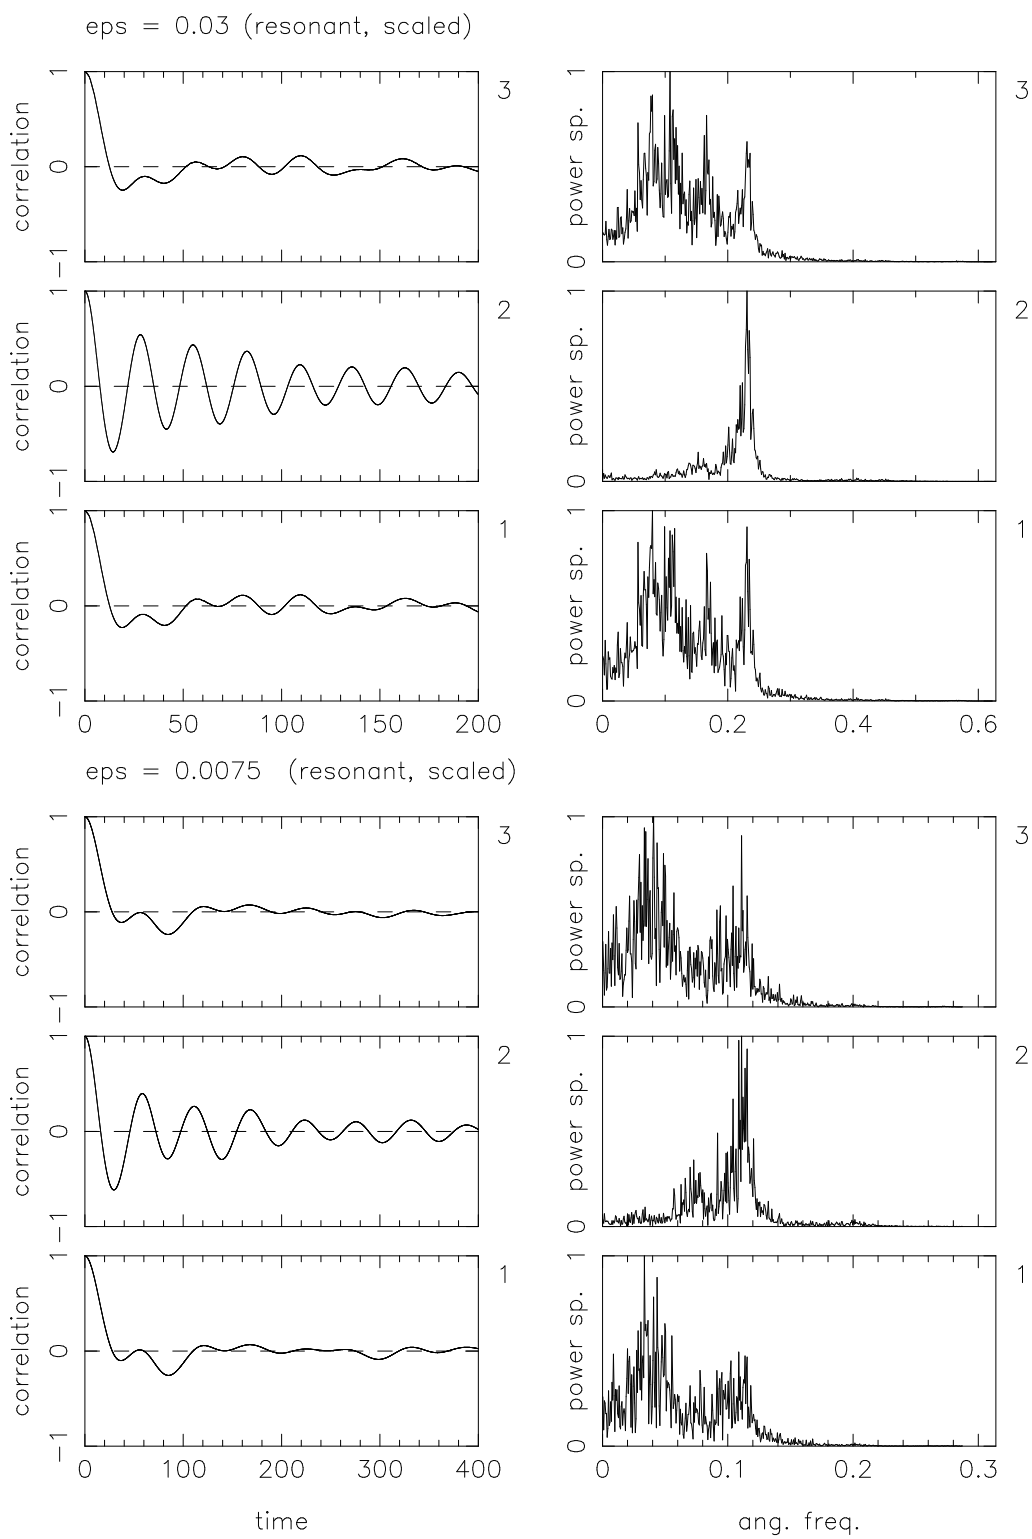 eps = 0.03 (resonant, scaled)
correlation
1
0
−1
3
power sp.
1
0
3
correlation
1
0
−1
2
power sp.
1
0
2
correlation
1
0
−1
1
0 50 100 150 200
power sp.
1
0
1
0 0.2 0.4 0.6
eps = 0.0075 (resonant, scaled)
correlation
1
0
−1
3
power sp.
1
0
3
correlation
1
0
−1
2
power sp.
1
0
2
correlation
1
0
−1
1
0 100 200 300 400
time
power sp.
1
0
1
0 0.1 0.2 0.3
ang. freq.